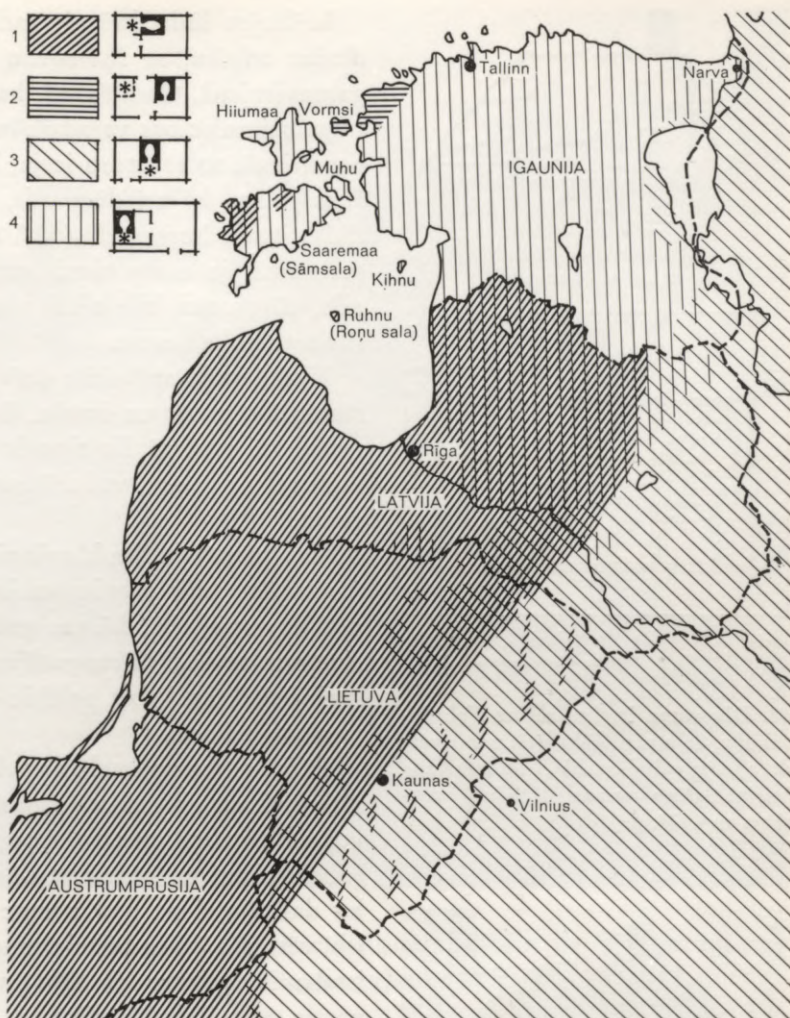 1
2
3
4
Tallinn
Narva
Hiiumaa
Vormsi
Muhu
IGAUNIJA
Saaremaa
(Sāmsala)
Kihnu
Ruhnu
(Roņu sala)
Rīga
LATVIJA
LIETUVA
Kaunas
Vilnius
AUSTRUMPRŪSIJA